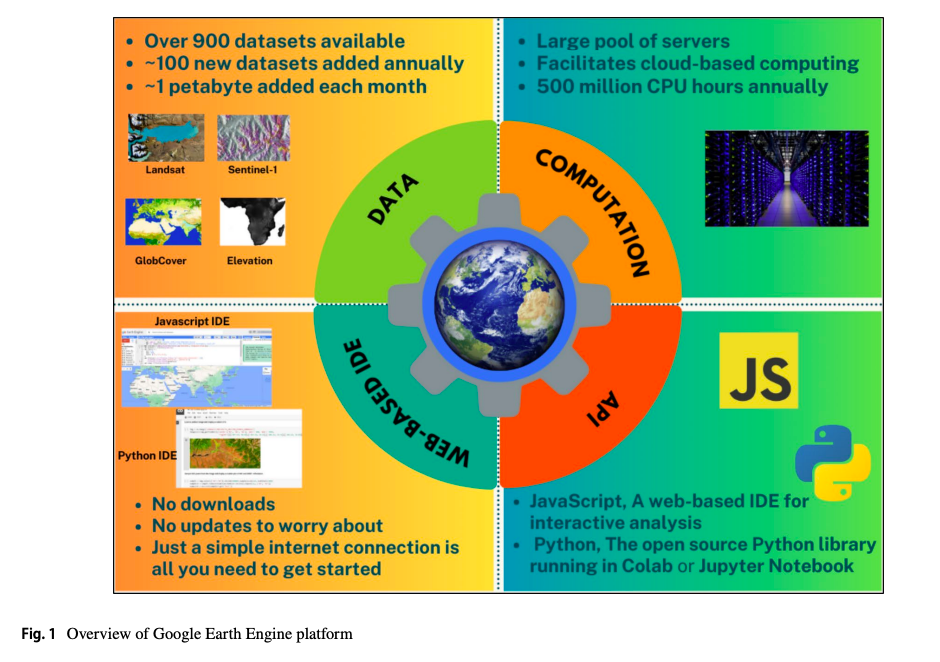 • Over 900 datasets available
• ~100 new datasets added annually
• ~1 petabyte added each month
Landsat
Sentinel-1
GlobCover
Elevation
• Large pool of servers
• Facilitates cloud-based computing
• 500 million CPU hours annually
DATA
COMPUTATION
WEB-BASED IDE
API
Javascript IDE
Python IDE
• No downloads
• No updates to worry about
• Just a simple internet connection is
all you need to get started
JS
• JavaScript, A web-based IDE for
interactive analysis
• Python, The open source Python library
running in Colab or Jupyter Notebook
Fig. 1 Overview of Google Earth Engine platform